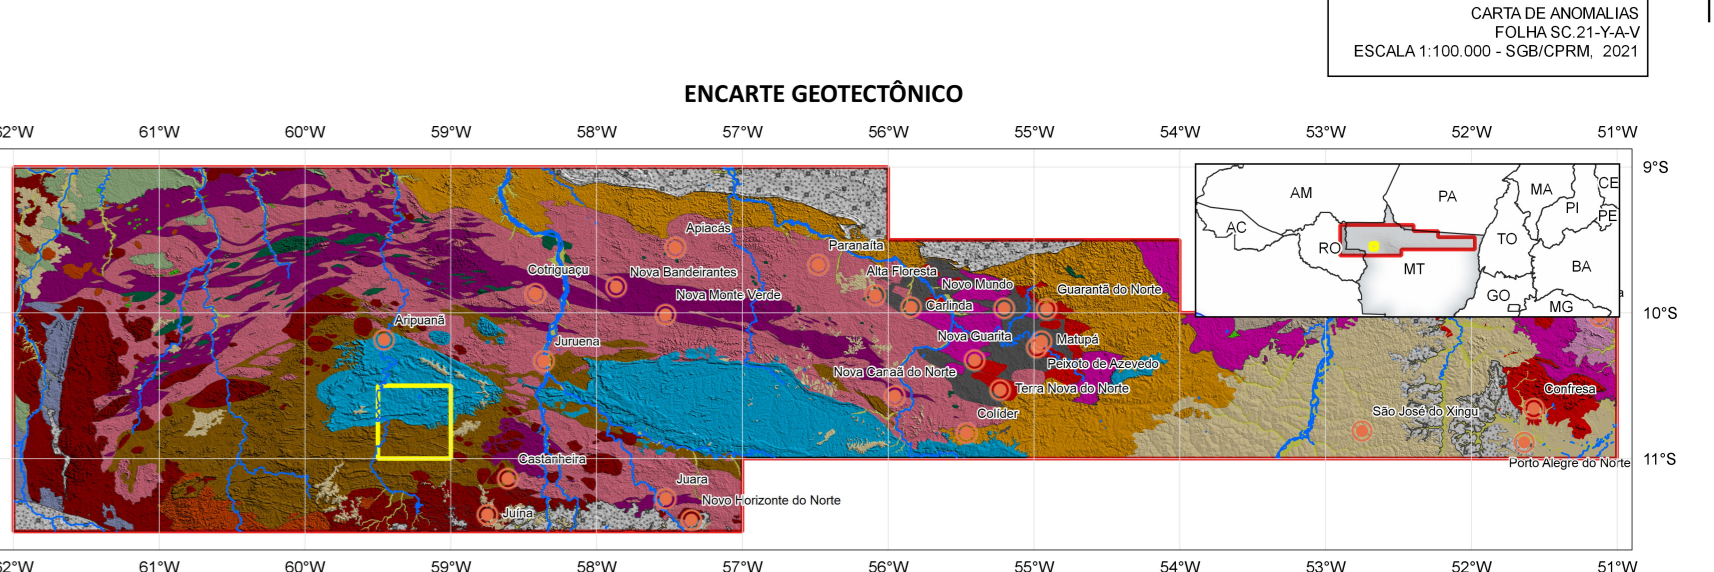 CARTA DE ANOMALIAS
FOLHA SC.21-Y-A-V
ESCALA 1:100.000 - SGB/CPRM, 2021
ENCARTE GEOTECTÔNICO
62°W 61°W 60°W 59°W 58°W 57°W 56°W 55°W 54°W 53°W 52°W 51°W
9°S
AM
PA
MA
CE
PI
PE
AC
RO
TO
MT
BA
GO
MG
Apiacás
Paranaíta
Cotriguaçu
Nova Bandeirantes
Alta Floresta
Novo Mundo
Guarantã do Norte
Nova Monte Verde
Carlinda
10°S
Aripuanã
Juruena
Nova Guarita
Matupá
Peixoto de Azevedo
Nova Canaã do Norte
Terra Nova do Norte
Colíder
São José do Xingu
Confresa
Castanheira
Porto Alegre do Norte
11°S
Juara
Novo Horizonte do Norte
Juína
62°W 61°W 60°W 59°W 58°W 57°W 56°W 55°W 54°W 53°W 52°W 51°W